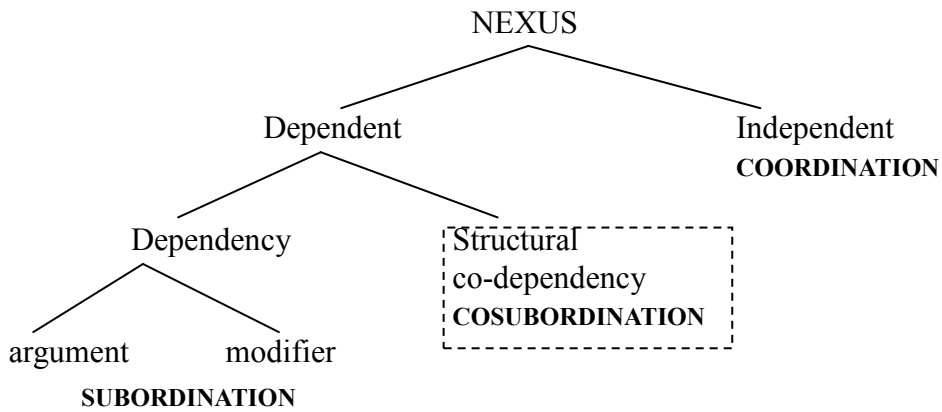 NEXUS
Dependent
Independent
COORDINATION
Dependency
Structural
co-dependency
COSUBORDINATION
argument
modifier
SUBORDINATION